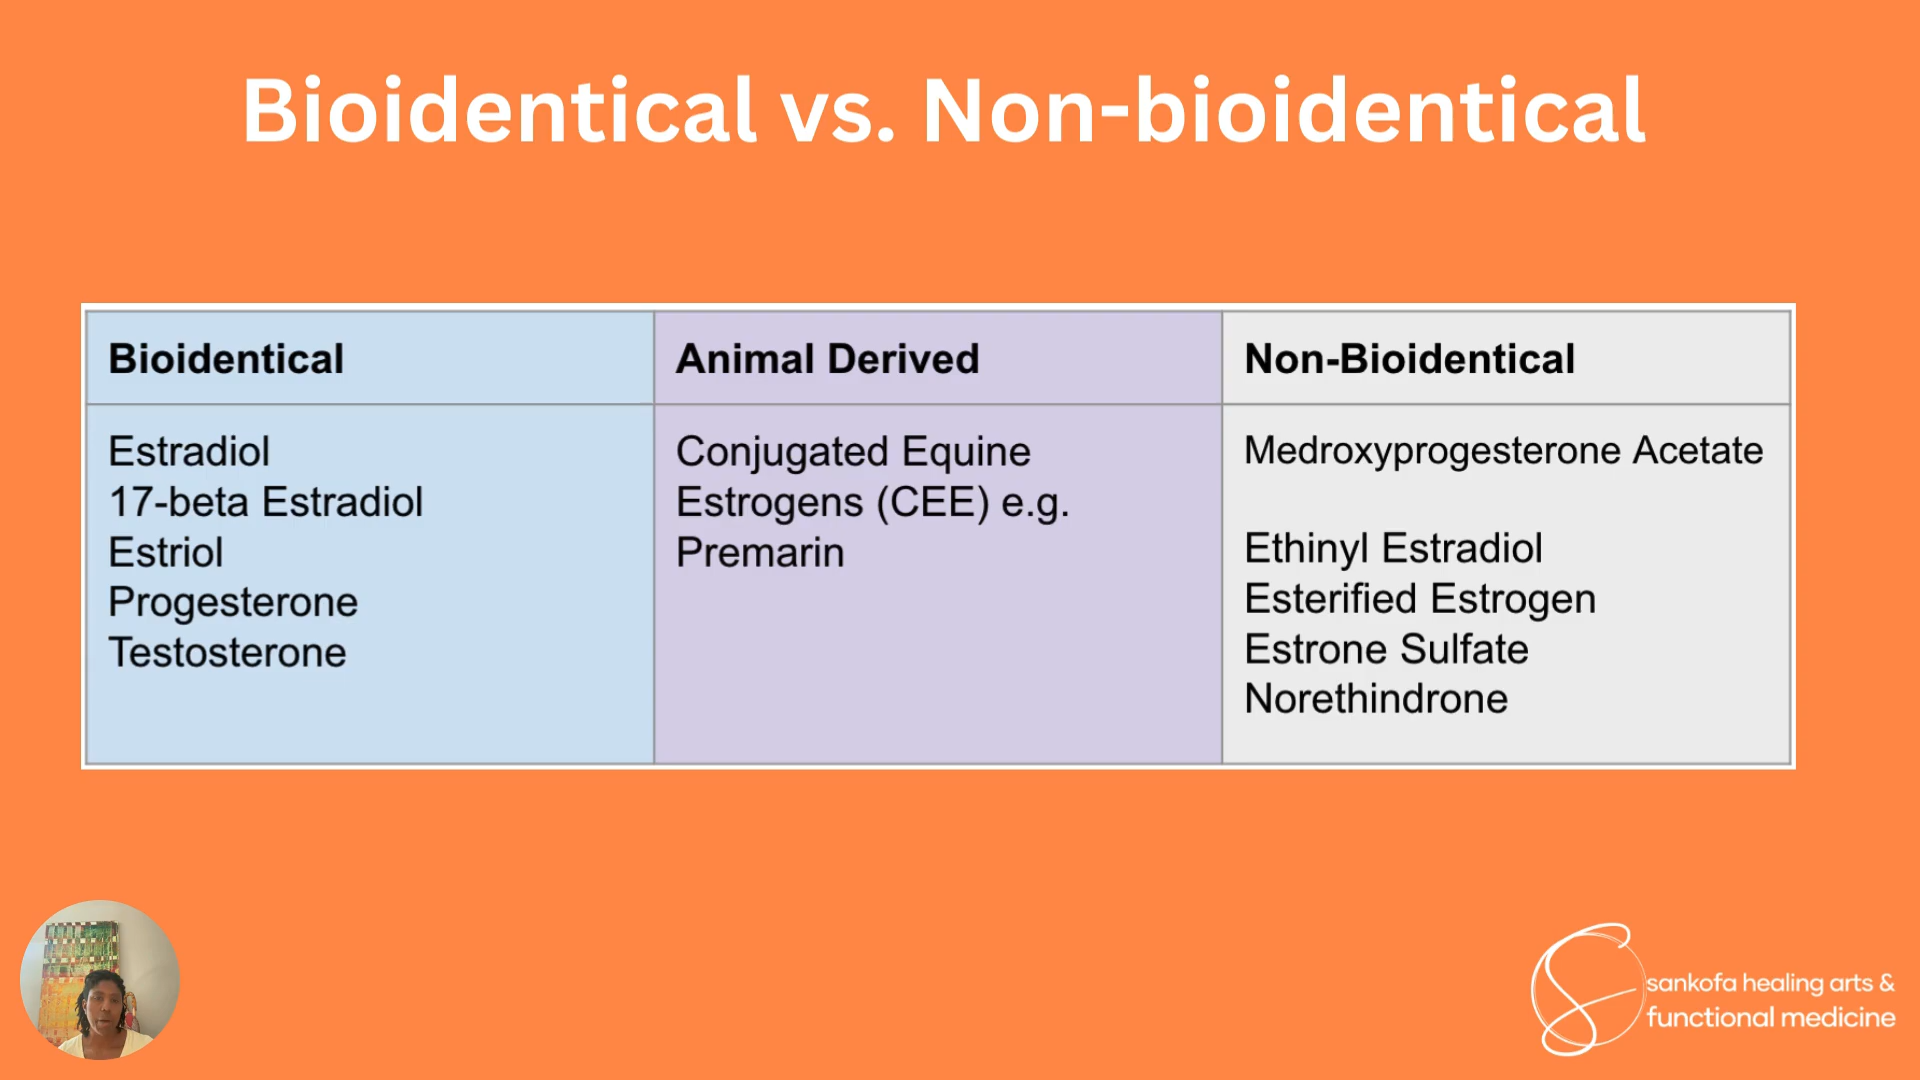 Bioidentical vs. Non-bioidentical
Bioidentical
Estradiol
17-beta Estradiol
Estriol
Progesterone
Testosterone
Animal Derived
Conjugated Equine
Estrogens (CEE) e.g.
Premarin
Non-Bioidentical
Medroxyprogesterone Acetate
Ethinyl Estradiol
Esterified Estrogen
Estrone Sulfate
Norethindrone
sankofa healing arts &
functional medicine